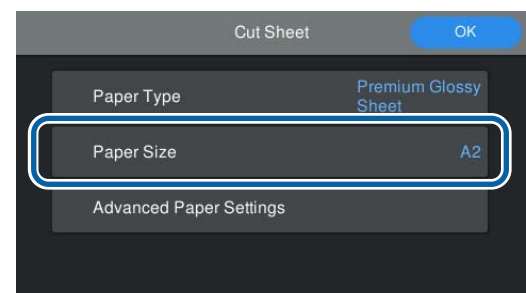 Cut Sheet
OK
Paper Type
Premium Glossy
Sheet
Paper Size
A2
Advanced Paper Settings